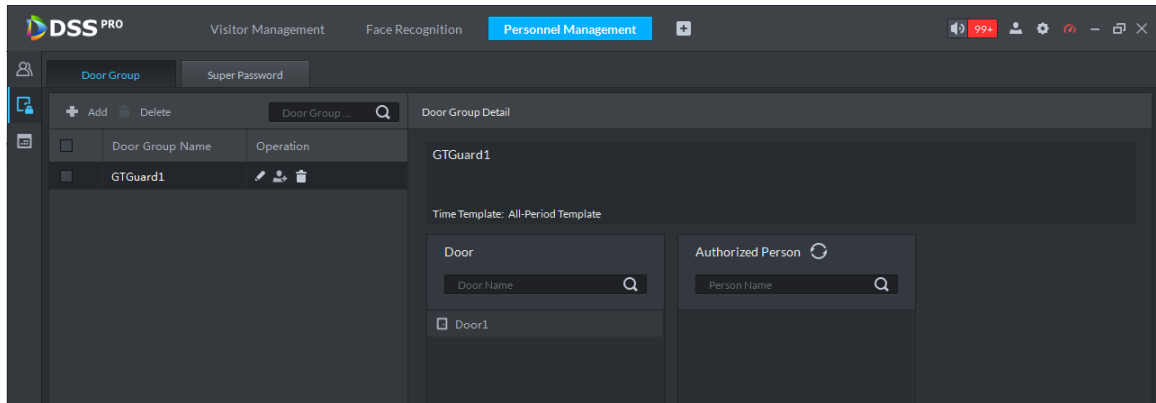 DSS PRO Visitor Management Face Recognition Personnel Management 99+
Door Group Super Password
Add Delete Door Group ... Door Group Detail
Door Group Name Operation
GTGuard1
GTGuard1
Time Template: All-Period Template
Door Authorized Person
Door Name Person Name
Door1